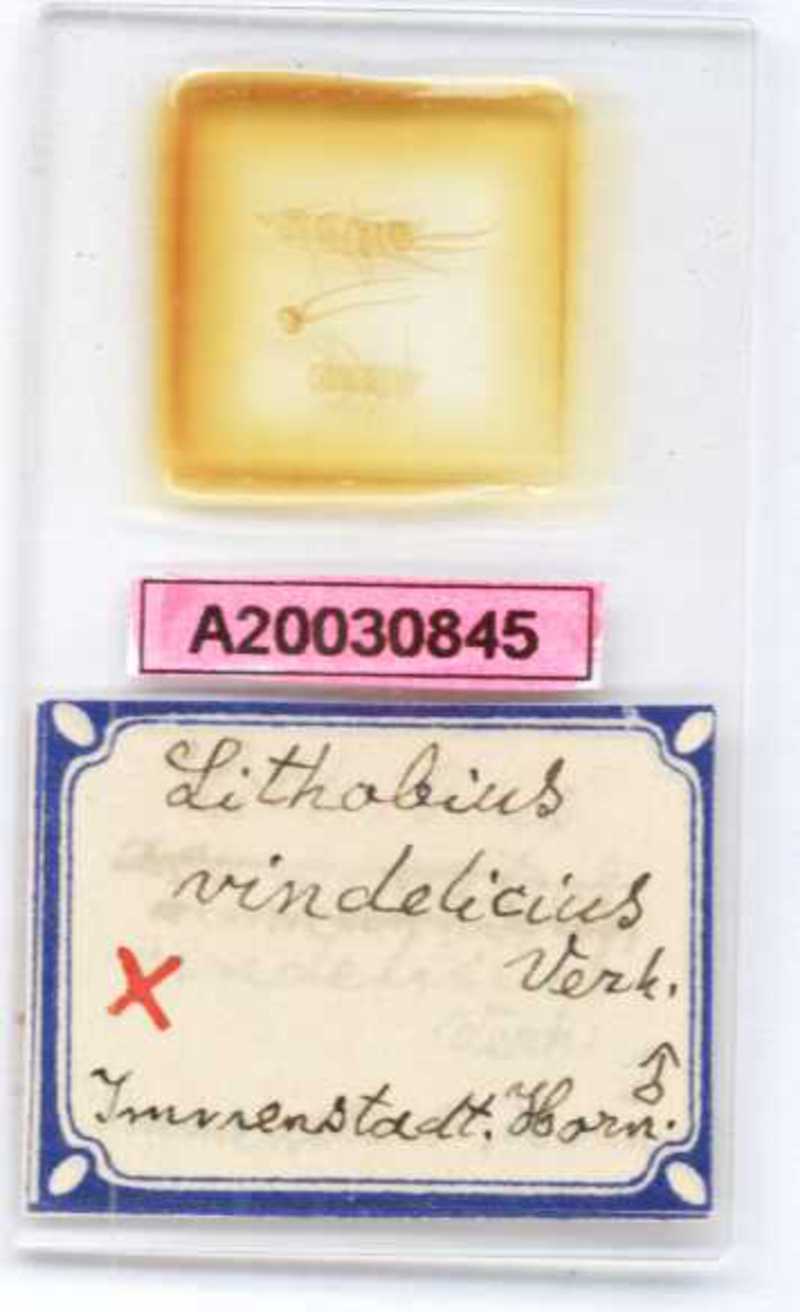 A20030845
Lithobius
vindelicius
Verh.
X
♂
Immenstadt. Horn.